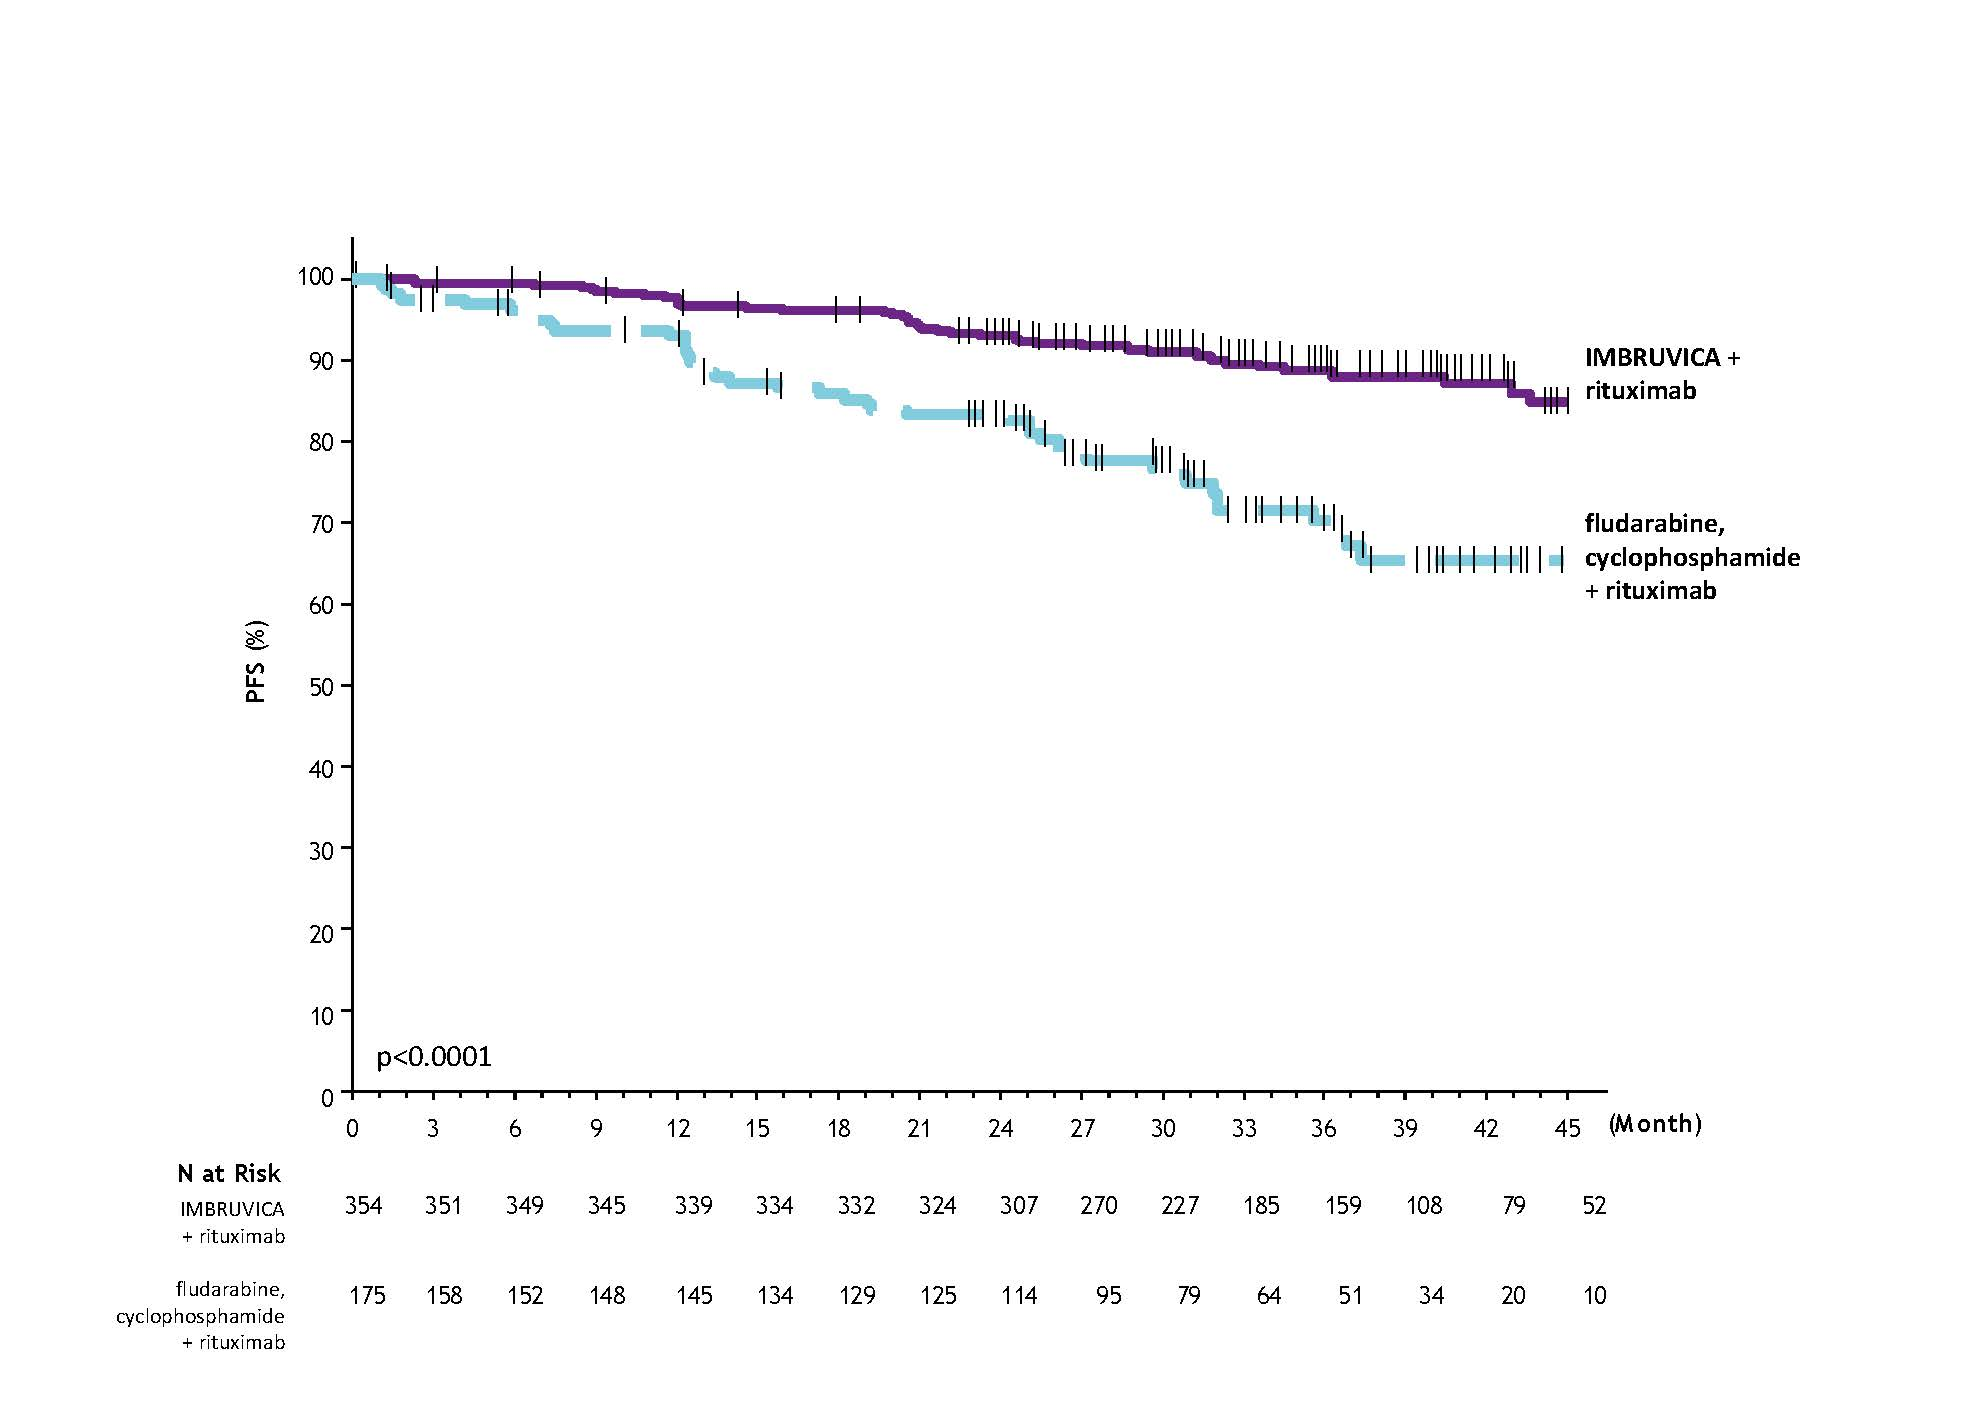 100
90
80
70
60
50
40
30
20
10
0
PFS (%)
IMBRUVICA +
rituximab
fludarabine,
cyclophosphamide
+ rituximab
p<0.0001
0 3 6 9 12 15 18 21 24 27 30 33 36 39 42 45 (Month)
N at Risk
IMBRUVICA
+ rituximab
354 351 349 345 339 334 332 324 307 270 227 185 159 108 79 52
fludarabine,
cyclophosphamide
+ rituximab
175 158 152 148 145 134 129 125 114 95 79 64 51 34 20 10